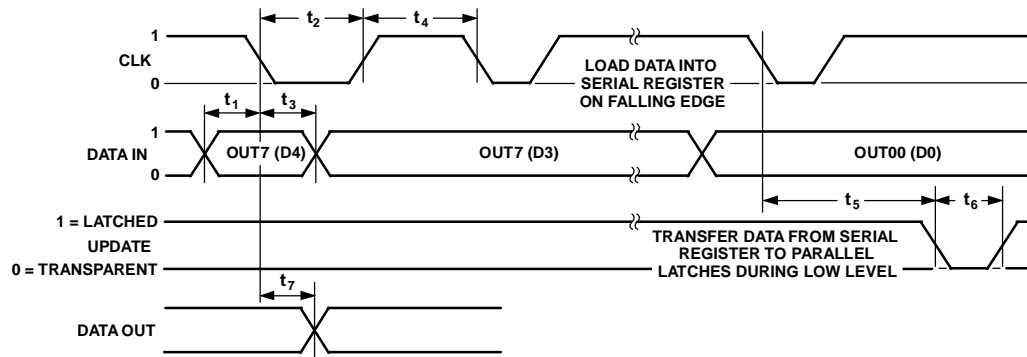 t2
t4
1
CLK
0
LOAD DATA INTO
SERIAL REGISTER
ON FALLING EDGE
t1
t3
1
DATA IN
0
OUT7 (D4)
OUT7 (D3)
OUT00 (D0)
t5
t6
1 = LATCHED
UPDATE
0 = TRANSPARENT
TRANSFER DATA FROM SERIAL
REGISTER TO PARALLEL
LATCHES DURING LOW LEVEL
t7
DATA OUT